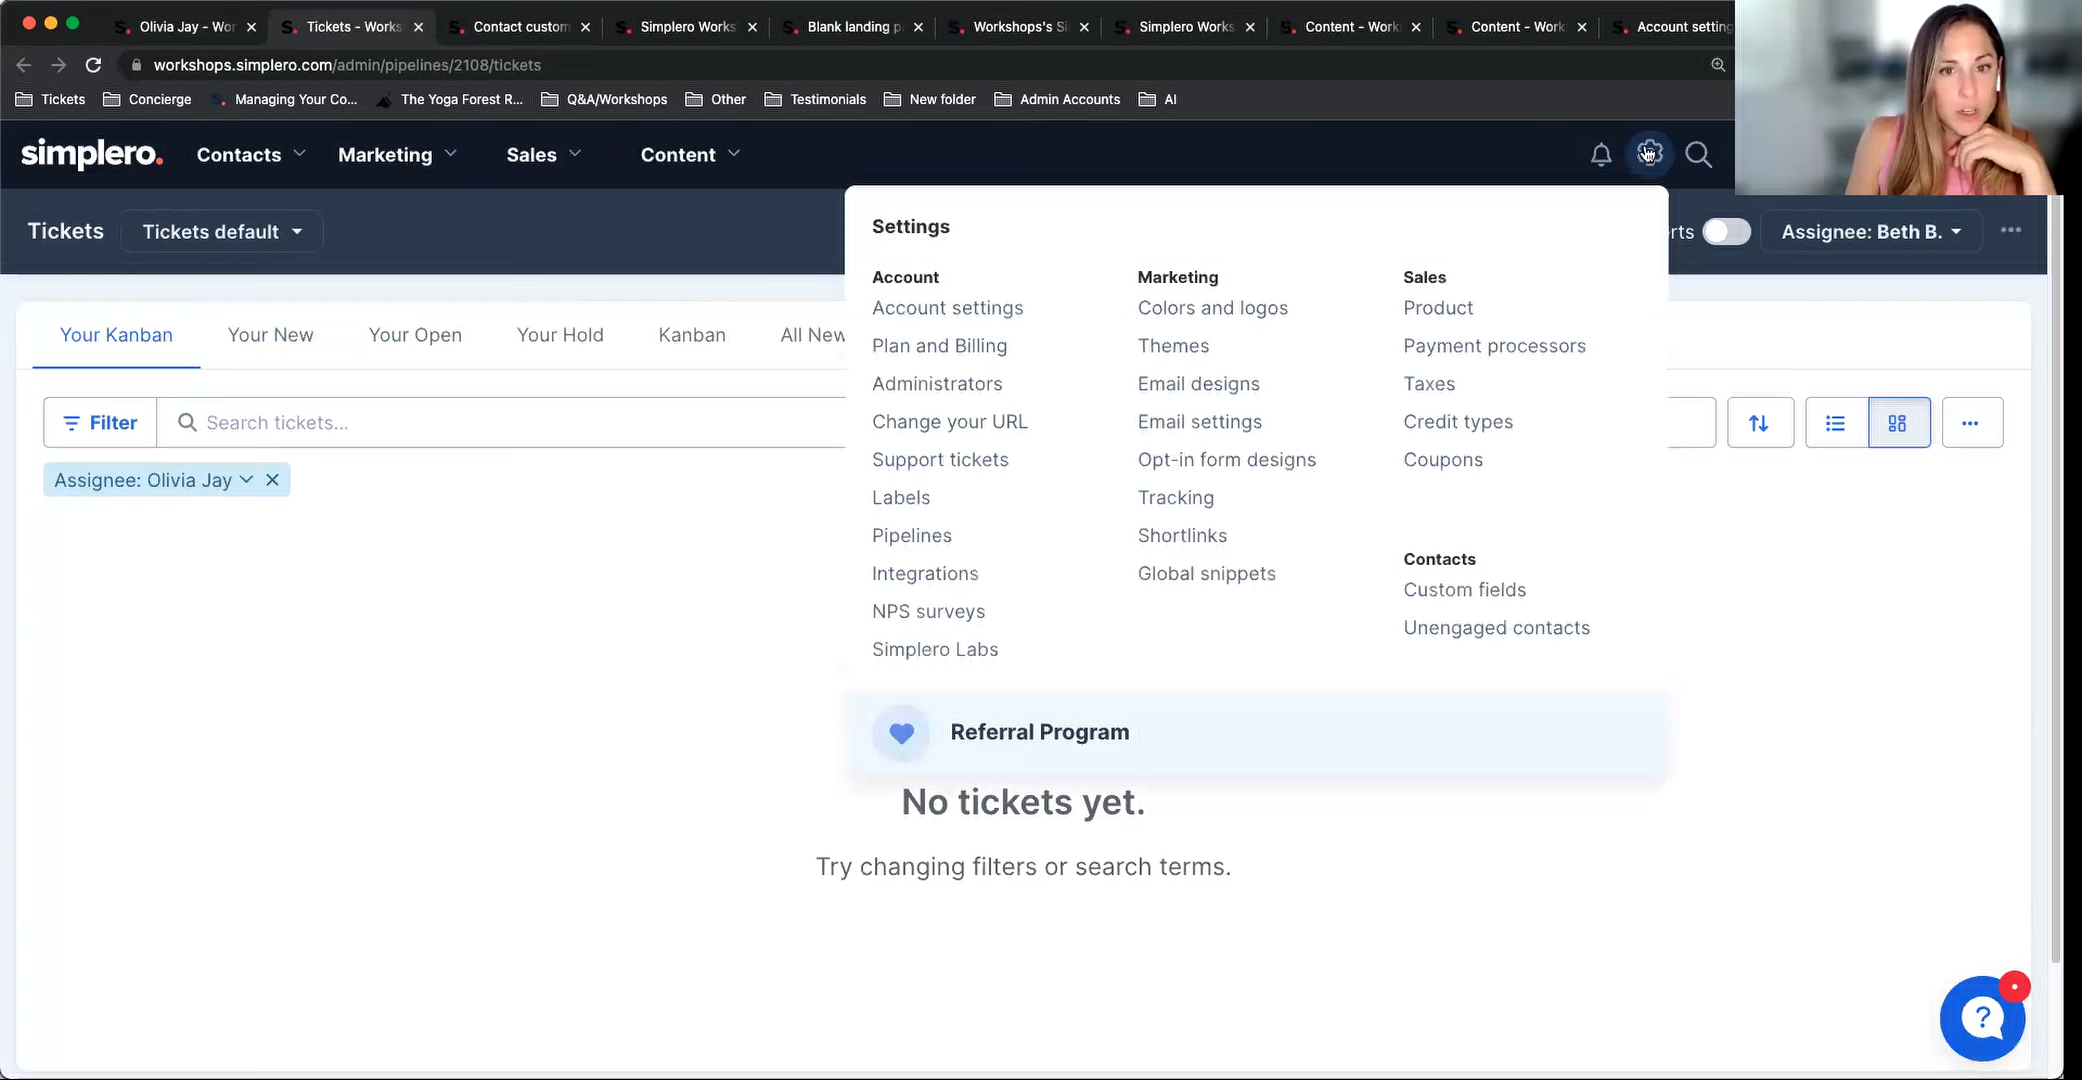 Olivia Jay - Wor
Tickets - Works
Contact custom
Simplero Works
Blank landing p
Workshops's Si
Simplero Works
Content - Work
Content - Work
Account setting
workshops.simplero.com/admin/pipelines/2108/tickets
Tickets
Concierge
Managing Your Co...
The Yoga Forest R...
Q&A/Workshops
Other
Testimonials
New folder
Admin Accounts
AI
simplero.
Contacts
Marketing
Sales
Content
Tickets
Tickets default
rts
Assignee: Beth B.
Settings
Account
Account settings
Plan and Billing
Administrators
Change your URL
Support tickets
Labels
Pipelines
Integrations
NPS surveys
Simplero Labs
Marketing
Colors and logos
Themes
Email designs
Email settings
Opt-in form designs
Tracking
Shortlinks
Global snippets
Sales
Product
Payment processors
Taxes
Credit types
Coupons
Contacts
Custom fields
Unengaged contacts
Referral Program
Your Kanban
Your New
Your Open
Your Hold
Kanban
All New
Filter
Search tickets...
Assignee: Olivia Jay
No tickets yet.
Try changing filters or search terms.